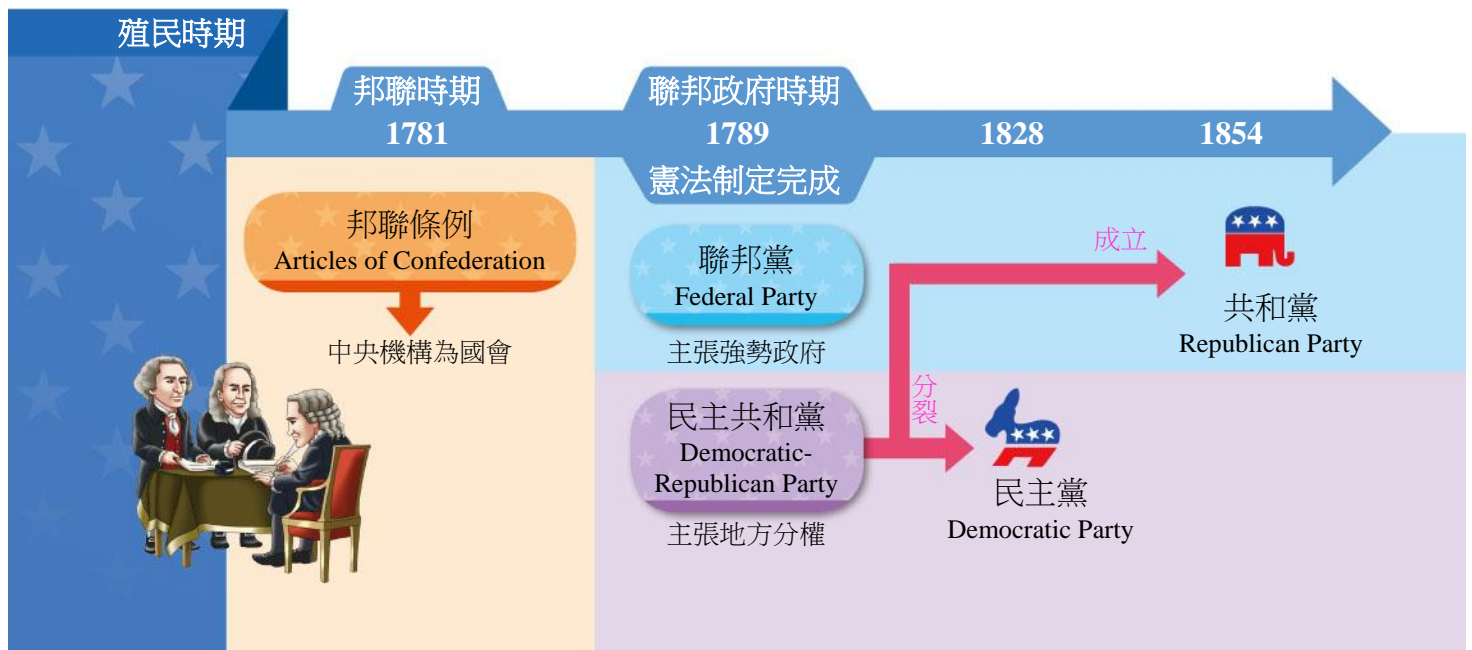 殖民時期
邦聯時期
1781
聯邦政府時期
1789
憲法制定完成
1828
1854
邦聯條例
Articles of Confederation
中央機構為國會
聯邦黨
Federal Party
主張強勢政府
成立
共和黨
Republican Party
民主共和黨
Democratic-
Republican Party
主張地方分權
分裂
民主黨
Democratic Party